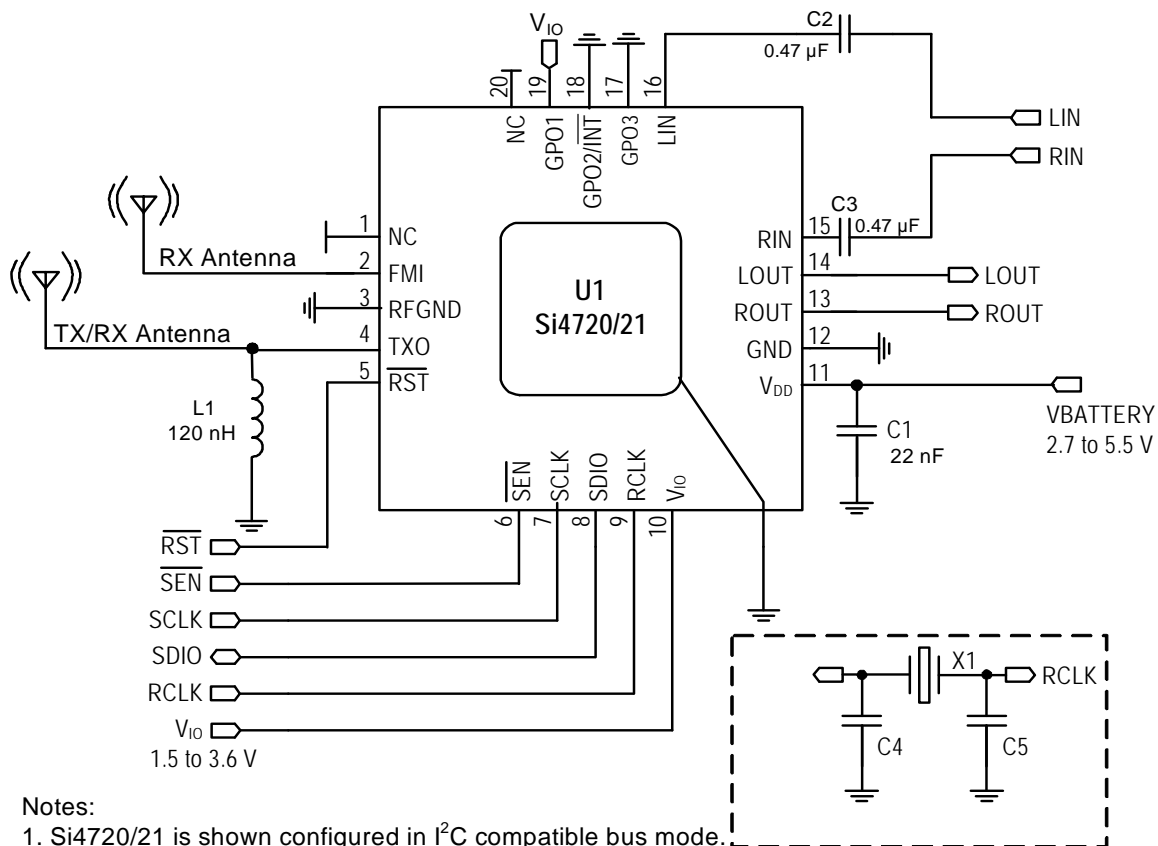 V_IO
C2
0.47 µF
20
19
18
17
16
NC
GPO1
GPO2/INT
GPO3
LIN
LIN
RIN
C3
0.47 µF
1
NC
RX Antenna
2
FMI
3
RFGND
TX/RX Antenna
4
TXO
5
RST
U1
Si4720/21
RIN
15
LOUT
14
LOUT
ROUT
13
ROUT
GND
12
V_DD
11
VBATTERY
2.7 to 5.5 V
C1
22 nF
L1
120 nH
SEN
SCLK
SDIO
RCLK
V_IO
6
7
8
9
10
RST
SEN
SCLK
SDIO
RCLK
V_IO
1.5 to 3.6 V
X1
RCLK
C4
C5
Notes:
1. Si4720/21 is shown configured in I²C compatible bus mode.